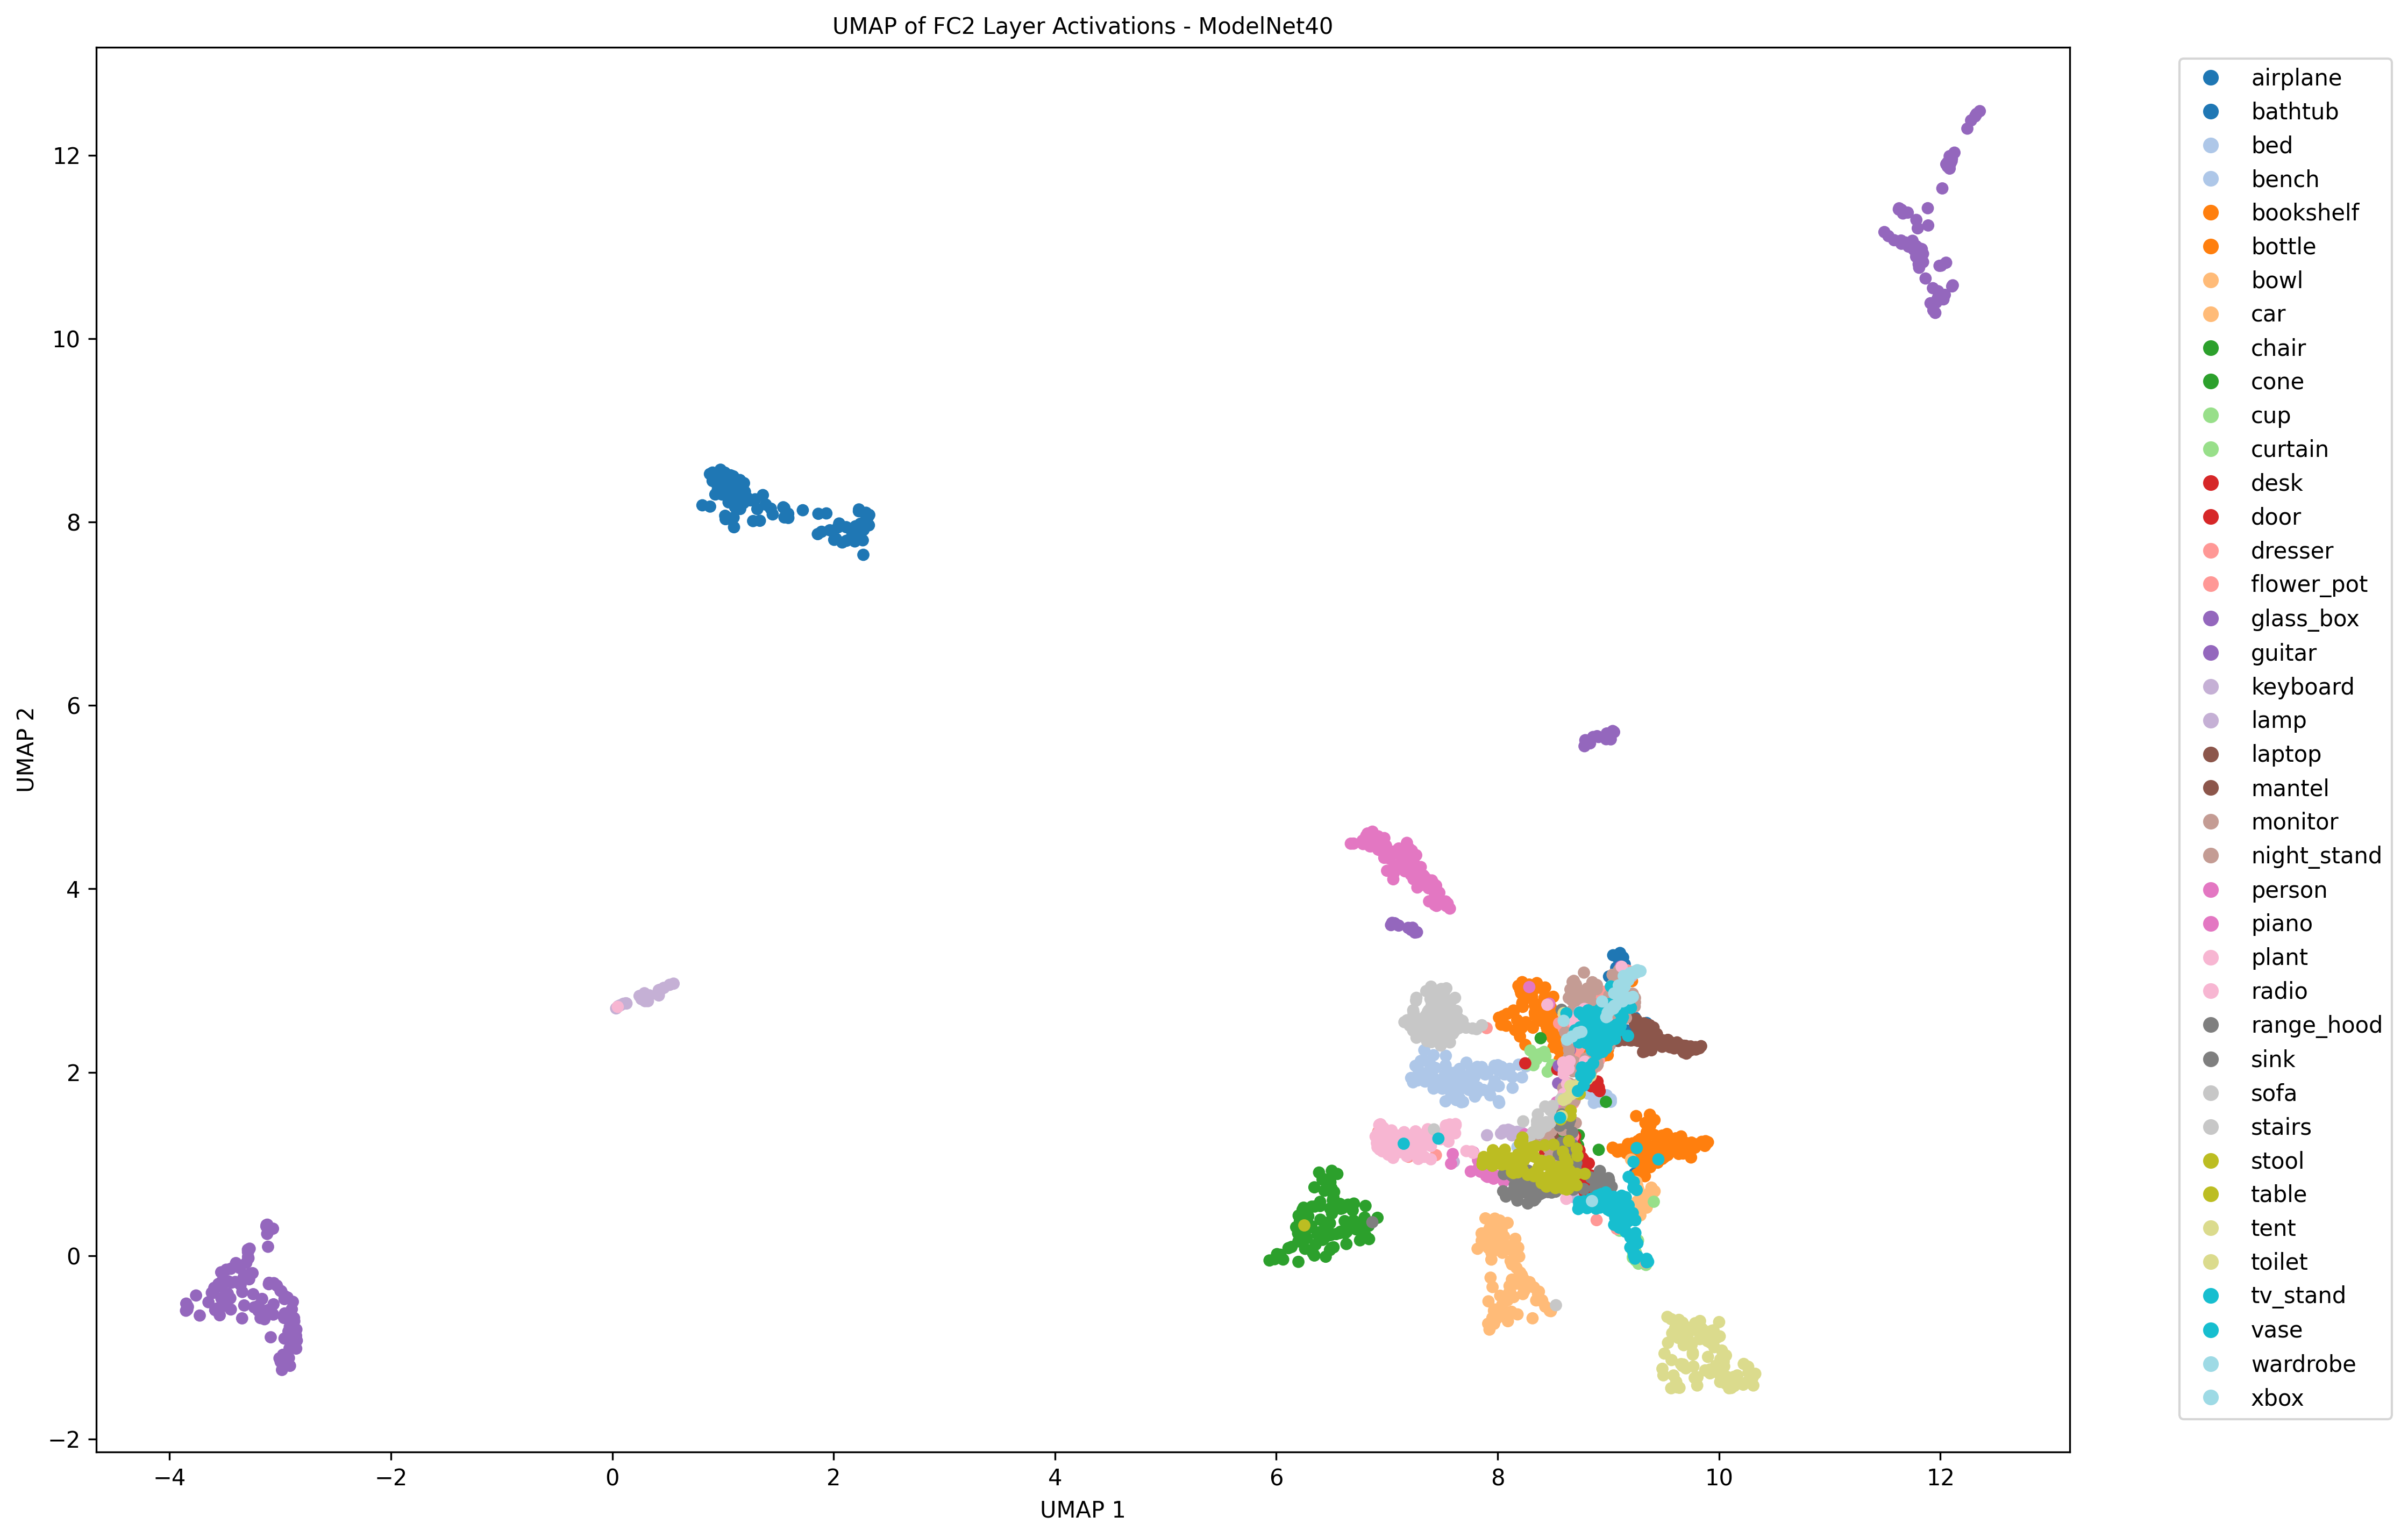 UMAP of FC2 Layer Activations - ModelNet40
UMAP 2
12
10
8
6
4
2
0
−2
−4
−2
0
2
4
6
8
10
12
UMAP 1
airplane
bathtub
bed
bench
bookshelf
bottle
bowl
car
chair
cone
cup
curtain
desk
door
dresser
flower_pot
glass_box
guitar
keyboard
lamp
laptop
mantel
monitor
night_stand
person
piano
plant
radio
range_hood
sink
sofa
stairs
stool
table
tent
toilet
tv_stand
vase
wardrobe
xbox